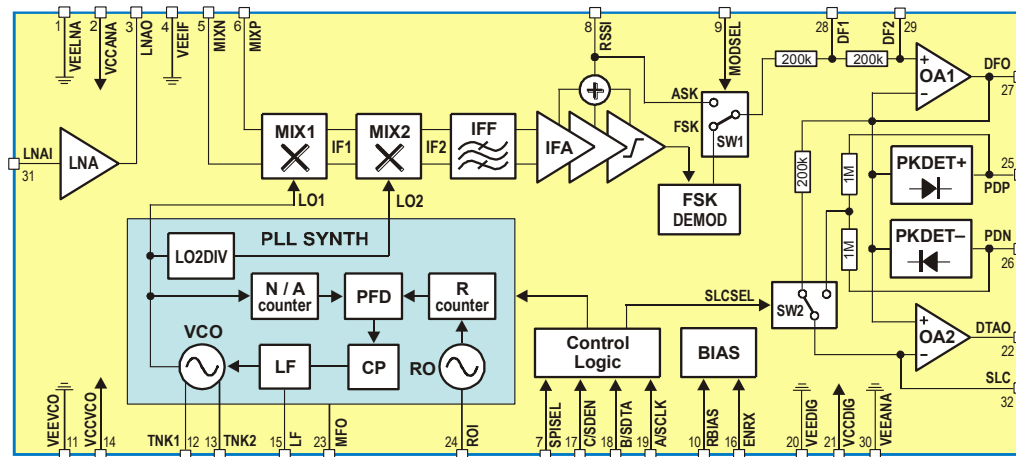 1 2 3 4 5 6 8 9 28 29
VEELNA VCCANA LNAO VEEIF MIXN MIXP RSSI MODSEL DF1 DF2
200k 200k
+ OA1 DFO
− 27
ASK
FSK
SW1
MIX1 MIX2 IFF
IFA
IF1 IF2
LNAI LNA
31
200k 1M PKDET+ 25
PDP
FSK
DEMOD
LO1 LO2
PLL SYNTH
1M PKDET− PDN
26
LO2DIV
N / A
counter
PFD
R
counter
SLCSEL
SW2
+ OA2 DTAO
− 22
VCO
LF CP RO
Control
Logic
BIAS
SLC
32
VEEVCO VCCVCO TNK1 TNK2 LF MFO ROI SPISEL C/SDEN B/SDTA A/SCLK RBIAS ENRX VEEDIG VCCDIG VEEANA
11 14 12 13 15 23 24 7 17 18 19 10 16 20 21 30